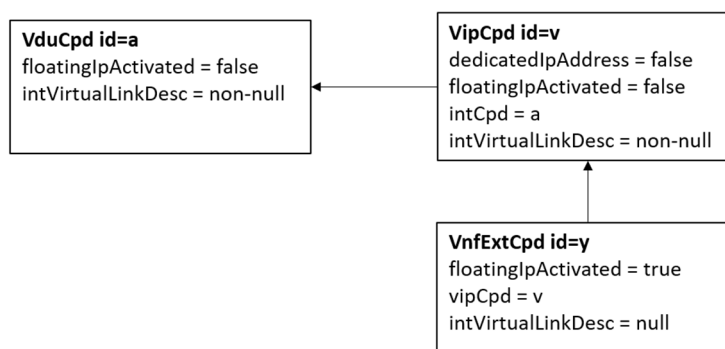 VduCpd id=a
floatingIpActivated = false
intVirtualLinkDesc = non-null
VipCpd id=v
dedicatedIpAddress = false
floatingIpActivated = false
intCpd = a
intVirtualLinkDesc = non-null
VnfExtCpd id=y
floatingIpActivated = true
vipCpd = v
intVirtualLinkDesc = null